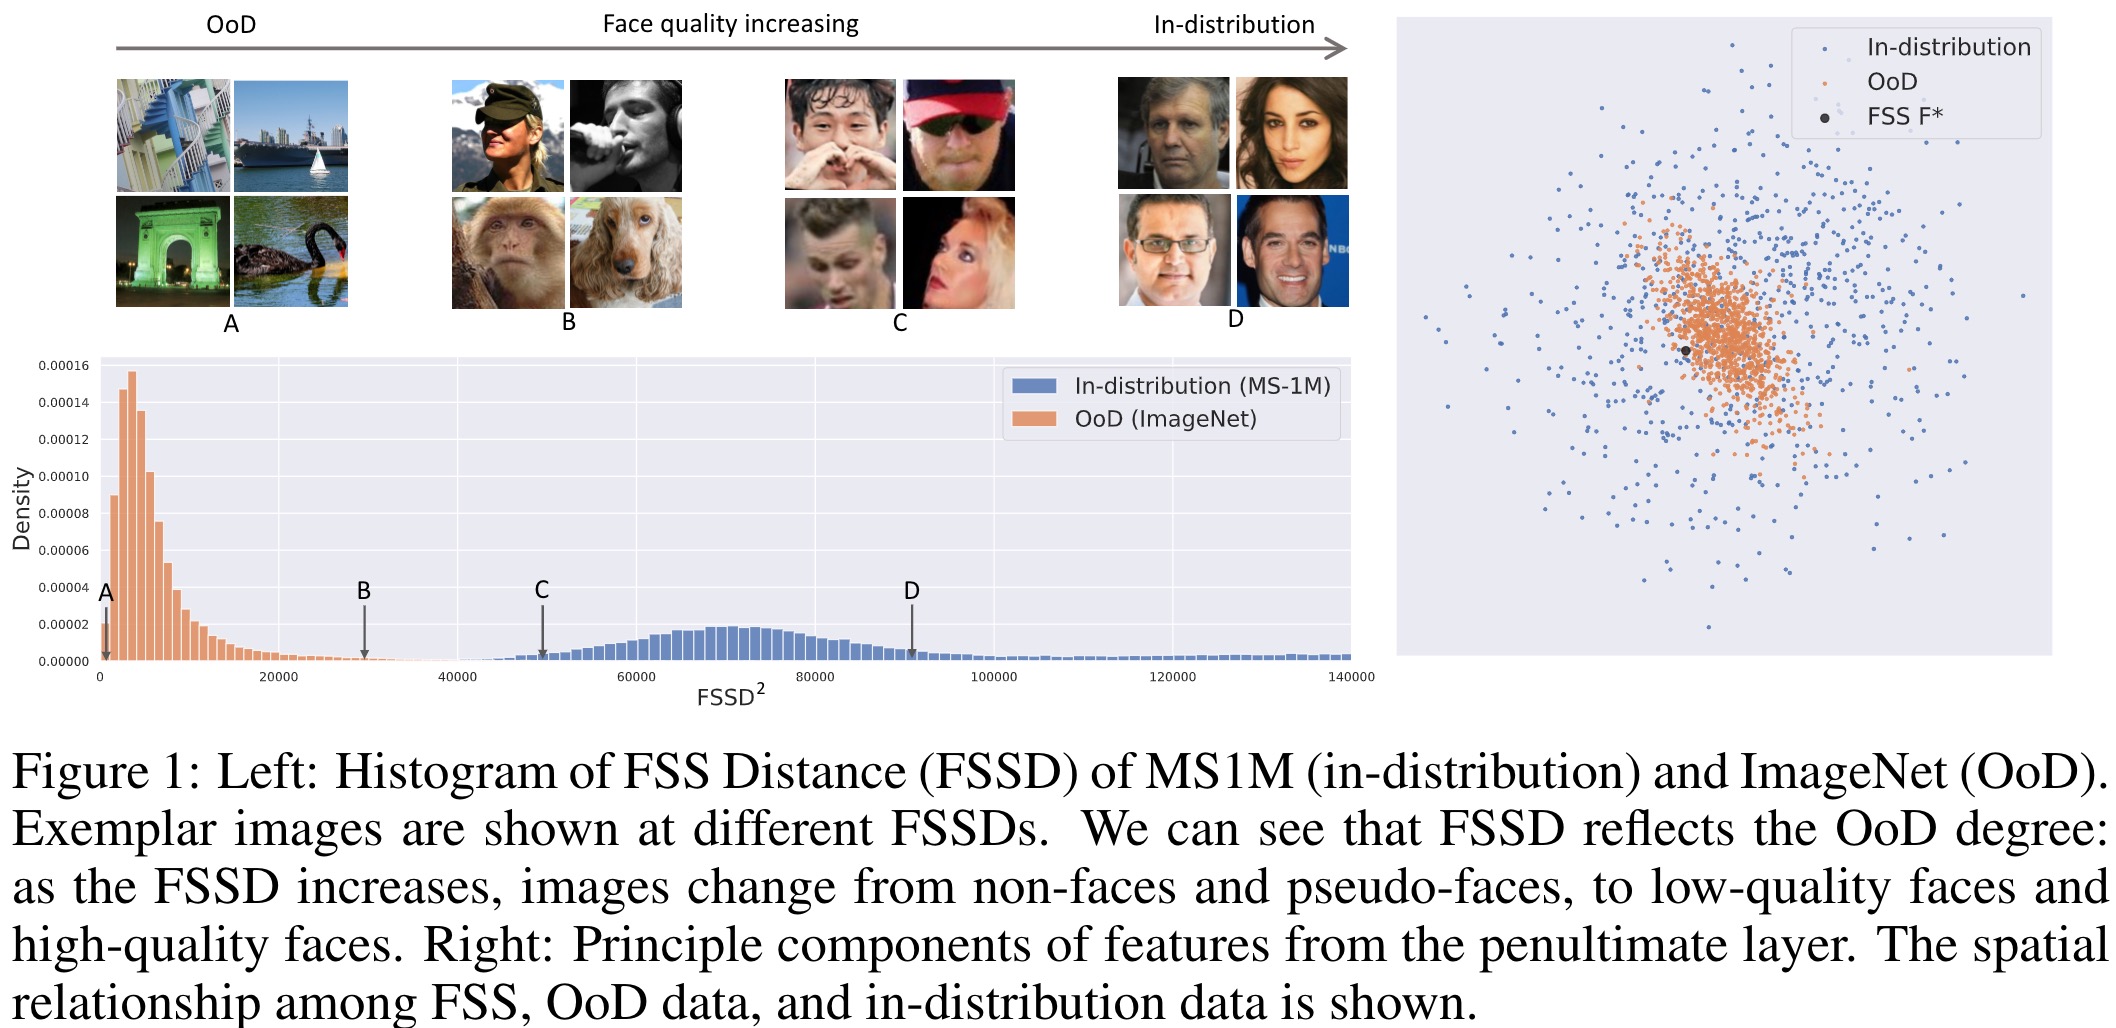 OoD
Face quality increasing
In-distribution
A
B
C
D
NB
In-distribution
OoD
FSS F*
0.00016
0.00014
0.00012
0.00010
0.00008
0.00006
0.00004
0.00002
0.00000
Density
In-distribution (MS-1M)
OoD (ImageNet)
A
B
C
D
0
20000
40000
60000
80000
100000
120000
140000
FSSD²
Figure 1: Left: Histogram of FSS Distance (FSSD) of MS1M (in-distribution) and ImageNet (OoD).
Exemplar images are shown at different FSSDs. We can see that FSSD reflects the OoD degree:
as the FSSD increases, images change from non-faces and pseudo-faces, to low-quality faces and
high-quality faces. Right: Principle components of features from the penultimate layer. The spatial
relationship among FSS, OoD data, and in-distribution data is shown.